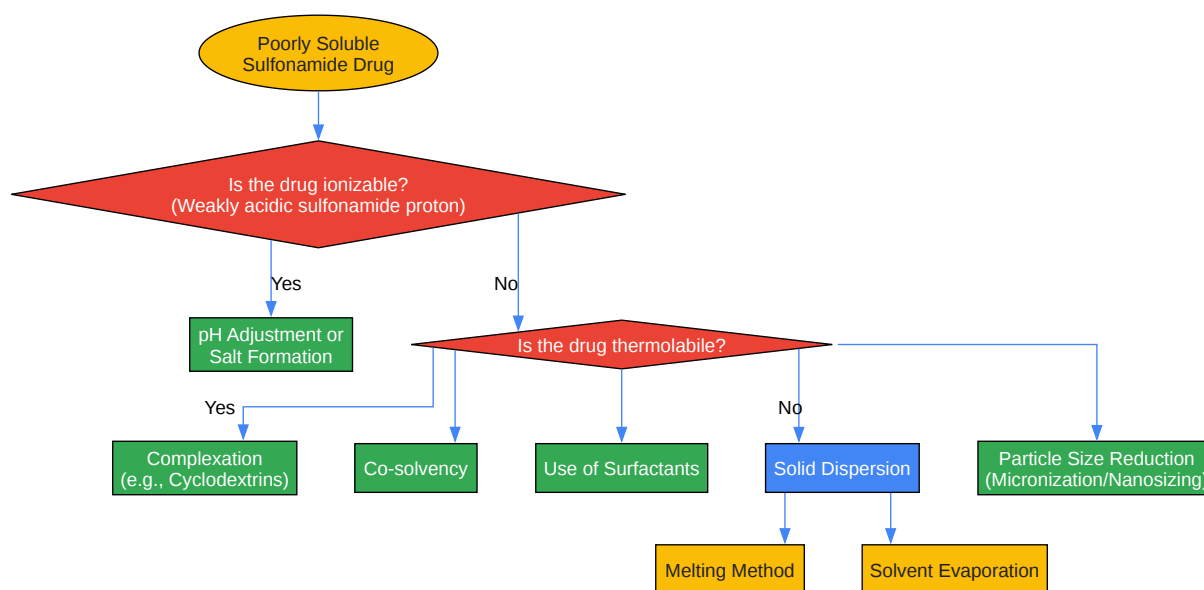 Poorly Soluble
Sulfonamide Drug
Is the drug ionizable?
(Weakly acidic sulfonamide proton)
Yes
No
pH Adjustment or
Salt Formation
Is the drug thermolabile?
Yes
No
Complexation
(e.g., Cyclodextrins)
Co-solvency
Use of Surfactants
Solid Dispersion
Particle Size Reduction
(Micronization/Nanosizing)
Melting Method
Solvent Evaporation